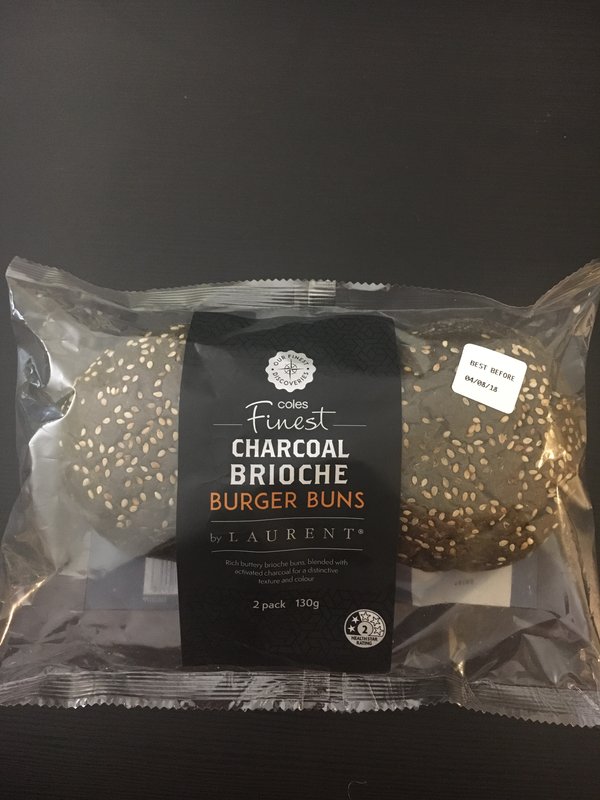 OUR FINEST
DISCOVERIES
coles
Finest
CHARCOAL
BRIOCHE
BURGER BUNS
by LAURENT®
Rich buttery brioche buns, blended with
activated charcoal for a distinctive
texture and colour
2 pack 130g
2
HEALTH STAR
RATING
BEST BEFORE
04/08/18